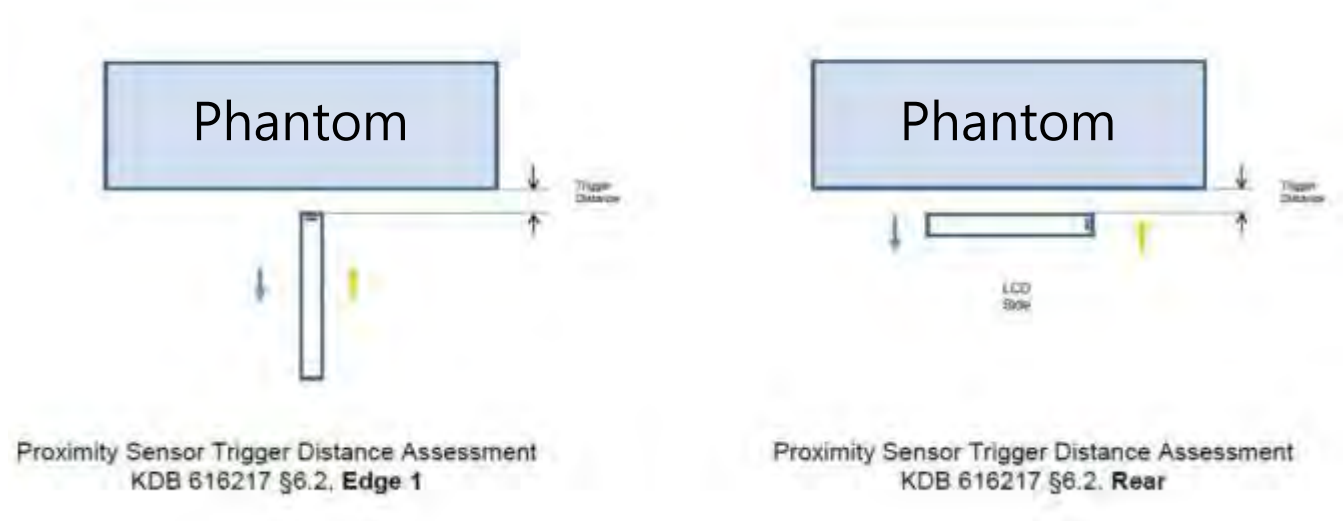 Phantom
Trigger
Distance
Proximity Sensor Trigger Distance Assessment
KDB 616217 §6.2, Edge 1
Phantom
Trigger
Distance
LCD
Side
Proximity Sensor Trigger Distance Assessment
KDB 616217 §6.2. Rear